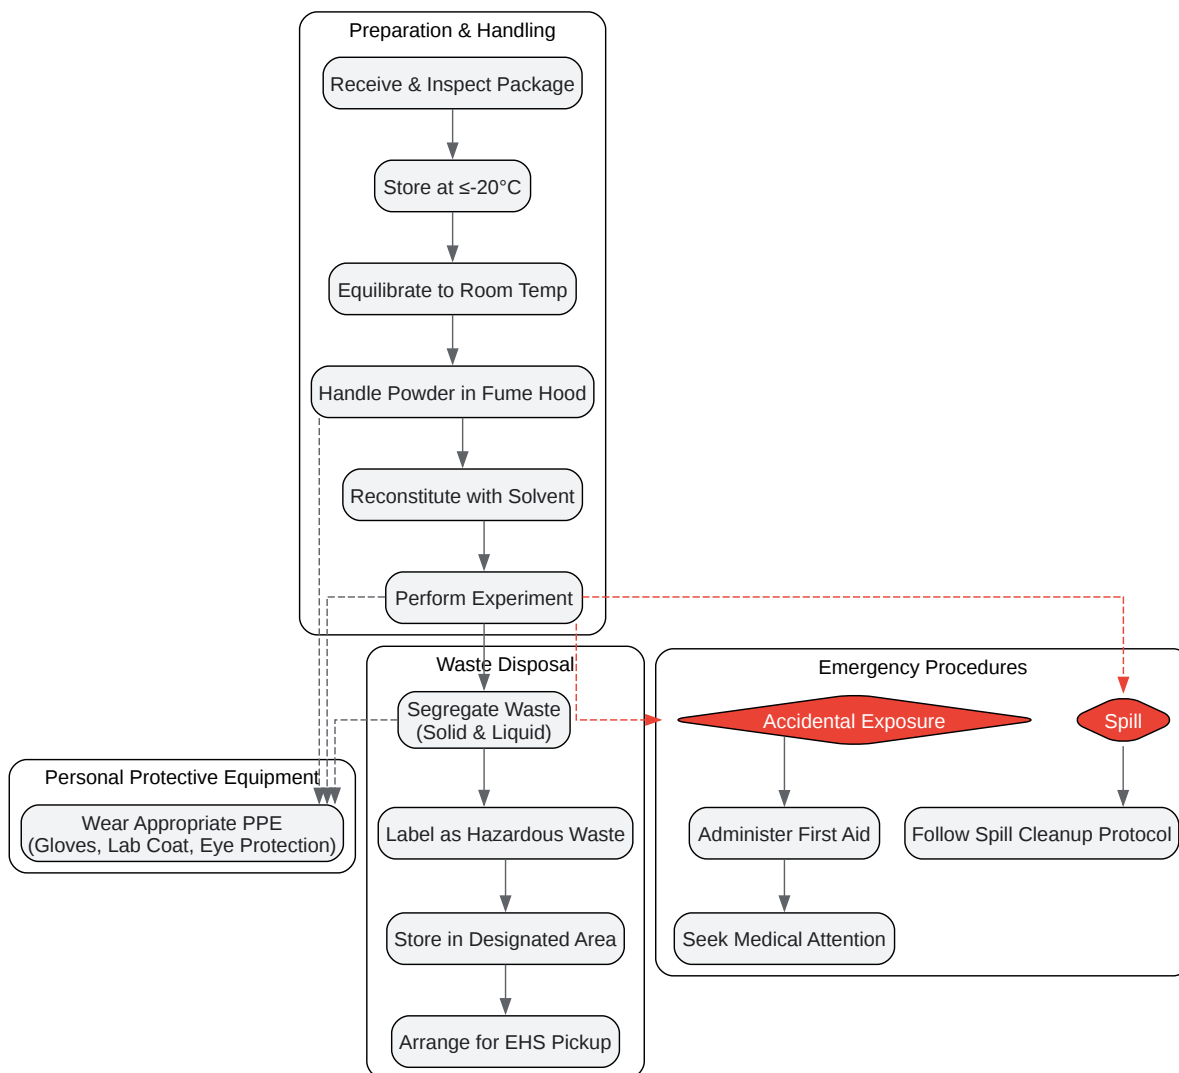 Preparation & Handling
Receive & Inspect Package
Store at ≤-20°C
Equilibrate to Room Temp
Handle Powder in Fume Hood
Reconstitute with Solvent
Perform Experiment
Waste Disposal
Segregate Waste
(Solid & Liquid)
Label as Hazardous Waste
Store in Designated Area
Arrange for EHS Pickup
Personal Protective Equipment
Wear Appropriate PPE
(Gloves, Lab Coat, Eye Protection)
Emergency Procedures
Accidental Exposure
Spill
Administer First Aid
Follow Spill Cleanup Protocol
Seek Medical Attention